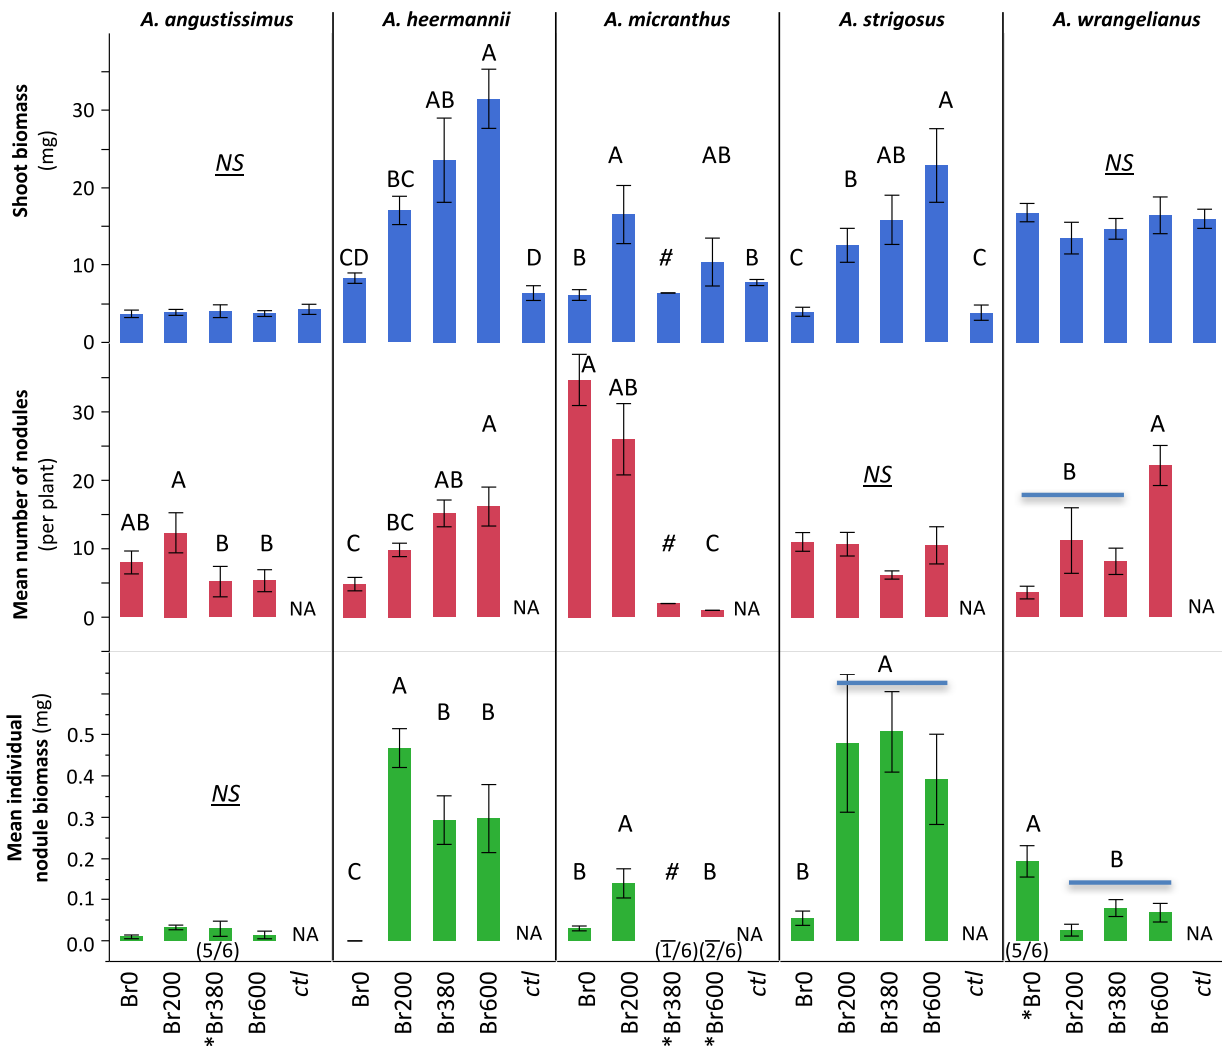 A. angustissimus
A. heermannii
A. micranthus
A. strigosus
A. wrangelianus
Shoot biomass
(mg)
30
20
10
0
NS
CD
BC
AB
A
D
B
A
#
AB
B
C
B
AB
A
C
NS
Mean number of nodules
(per plant)
30
20
10
0
AB
A
B
B
NA
C
BC
AB
A
NA
A
AB
#
C
NA
NS
NA
B
A
NA
Mean individual
nodule biomass (mg)
0.5
0.4
0.3
0.2
0.1
0.0
NS
(5/6)
NA
C
A
B
B
NA
B
A
#
B
(1/6)
(2/6)
NA
B
A
NA
A
B
(5/6)
NA
Br0
Br200
*Br380
Br600
ctl
Br0
Br200
Br380
Br600
ctl
Br0
Br200
*Br380
*Br600
ctl
Br0
Br200
Br380
Br600
ctl
*Br0
Br200
Br380
Br600
ctl